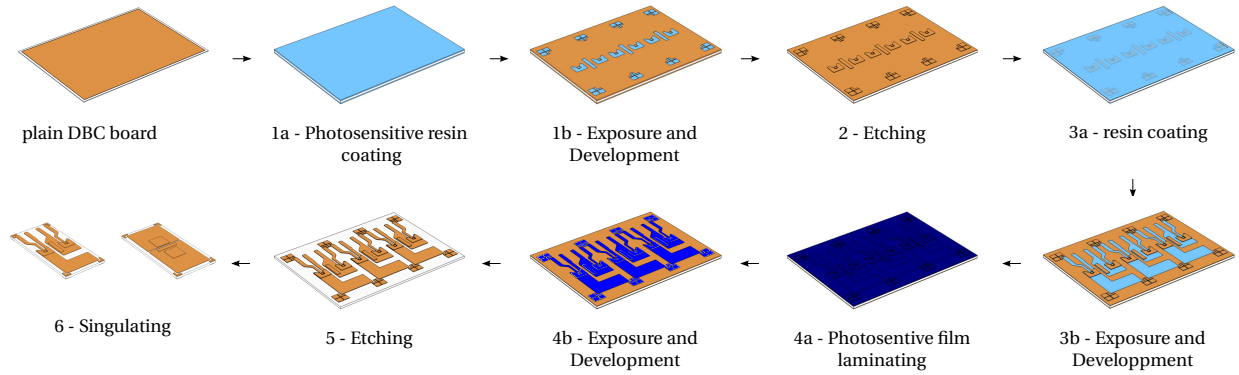 plain DBC board
1a - Photosensitive resin
coating
1b - Exposure and
Development
2 - Etching
3a - resin coating
6 - Singulating
5 - Etching
4b - Exposure and
Development
4a - Photosentive film
laminating
3b - Exposure and
Developpment